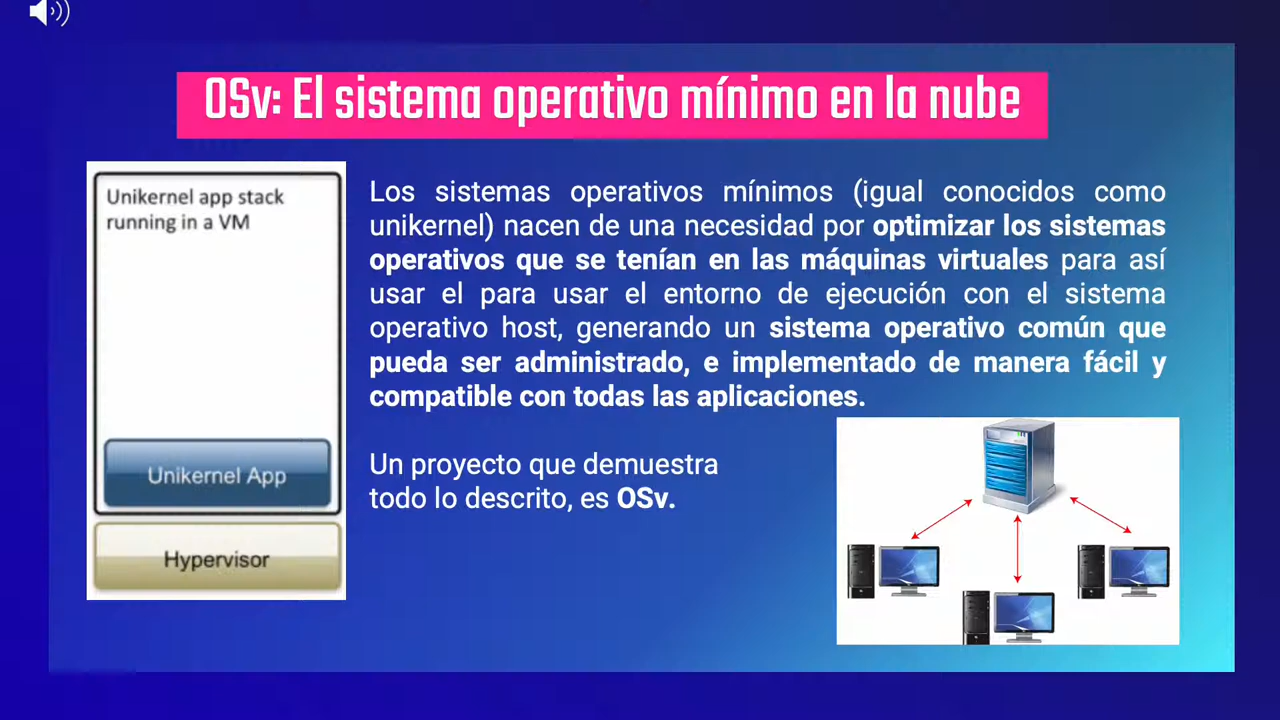 OSv: El sistema operativo mínimo en la nube
Unikernel app stack
running in a VM
Unikernel App
Hypervisor
Los sistemas operativos mínimos (igual conocidos como
unikernel) nacen de una necesidad por optimizar los sistemas
operativos que se tenían en las máquinas virtuales para así
usar el para usar el entorno de ejecución con el sistema
operativo host, generando un sistema operativo común que
pueda ser administrado, e implementado de manera fácil y
compatible con todas las aplicaciones.
Un proyecto que demuestra
todo lo descrito, es OSv.